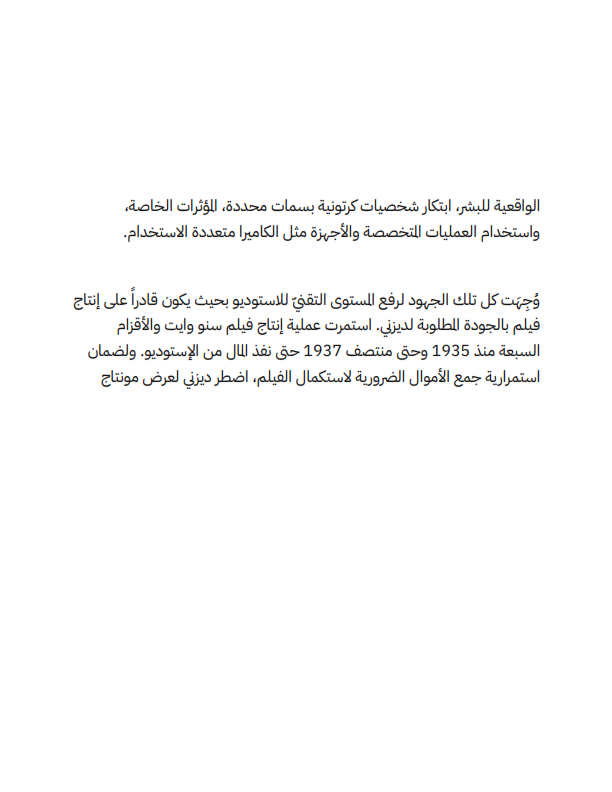 الواقعية للبشر، ابتكار شخصيات كرتونية بسمات محددة، المؤثرات الخاصة،
واستخدام العمليات المتخصصة والأجهزة مثل الكاميرا متعددة الاستخدام.
وُجِهَت كل تلك الجهود لرفع المستوى التقنيّ للاستوديو بحيث يكون قادراً على إنتاج
فيلم بالجودة المطلوبة لديزني. استمرت عملية إنتاج فيلم سنو وايت والأقزام
السبعة منذ 1935 وحتى منتصف 1937 حتى نفذ المال من الإستوديو. ولضمان
استمرارية جمع الأموال الضرورية لاستكمال الفيلم، اضطر ديزني لعرض مونتاج